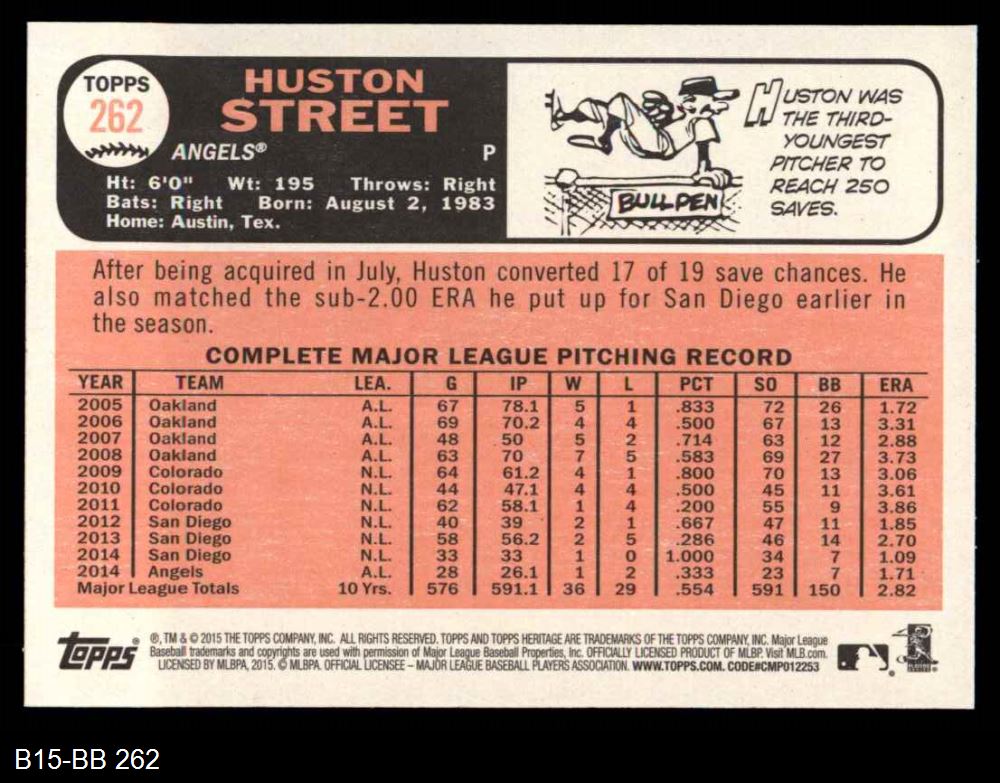 TOPPS
262
HUSTON
STREET
ANGELS® P
Ht: 6'0" Wt: 195 Throws: Right
Bats: Right Born: August 2, 1983
Home: Austin, Tex.
HUSTON WAS
THE THIRD-
YOUNGEST
PITCHER TO
REACH 250
SAVES.
BULLPEN
After being acquired in July, Huston converted 17 of 19 save chances. He
also matched the sub-2.00 ERA he put up for San Diego earlier in
the season.
COMPLETE MAJOR LEAGUE PITCHING RECORD
YEAR TEAM LEA. G IP W L PCT SO BB ERA
2005 Oakland A.L. 67 78.1 5 1 .833 72 26 1.72
2006 Oakland A.L. 69 70.2 4 4 .500 67 13 3.31
2007 Oakland A.L. 48 50 5 2 .714 63 12 2.88
2008 Oakland A.L. 63 70 7 5 .583 69 27 3.73
2009 Colorado N.L. 64 61.2 4 1 .800 70 13 3.06
2010 Colorado N.L. 44 47.1 4 4 .500 45 11 3.61
2011 Colorado N.L. 62 58.1 1 4 .200 55 9 3.86
2012 San Diego N.L. 40 39 2 1 .667 47 11 1.85
2013 San Diego N.L. 58 56.2 2 5 .286 46 14 2.70
2014 San Diego N.L. 33 33 1 0 1.000 34 7 1.09
2014 Angels A.L. 28 26.1 1 2 .333 23 7 1.71
Major League Totals 10 Yrs. 576 591.1 36 29 .554 591 150 2.82
topps®
®, TM & © 2015 THE TOPPS COMPANY, INC. ALL RIGHTS RESERVED. TOPPS AND TOPPS HERITAGE ARE TRADEMARKS OF THE TOPPS COMPANY, INC. Major League
Baseball trademarks and copyrights are used with permission of Major League Baseball Properties, Inc. OFFICIALLY LICENSED PRODUCT OF MLBP. Visit MLB.com.
LICENSED BY MLBPA, 2015. © MLBPA. OFFICIAL LICENSEE – MAJOR LEAGUE BASEBALL PLAYERS ASSOCIATION. WWW.TOPPS.COM. CODE#CMP012253
B15-BB 262